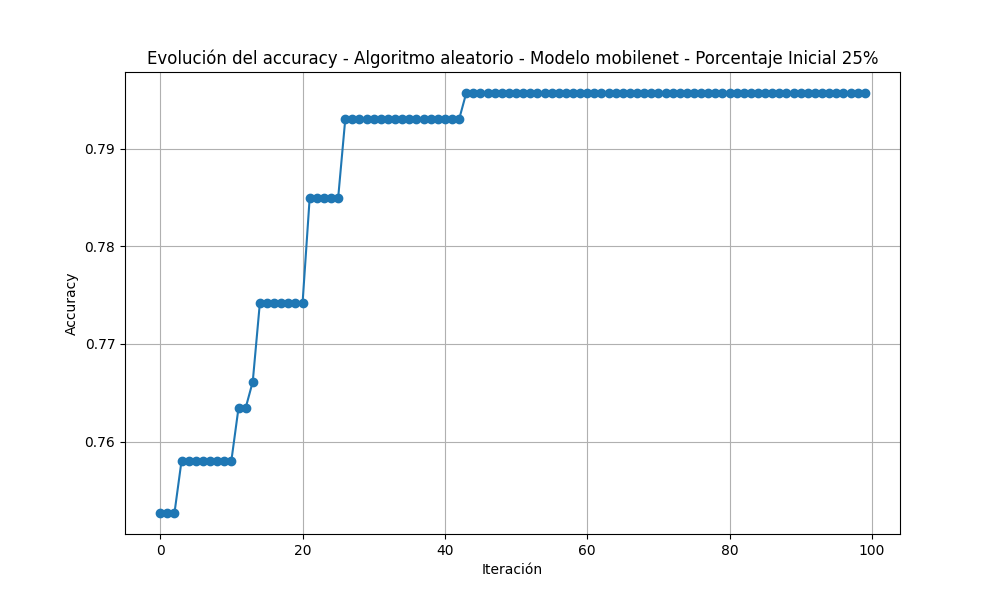 Evolución del accuracy - Algoritmo aleatorio - Modelo mobilenet - Porcentaje Inicial 25%
Accuracy
0.79
0.78
0.77
0.76
0 20 40 60 80 100
Iteración